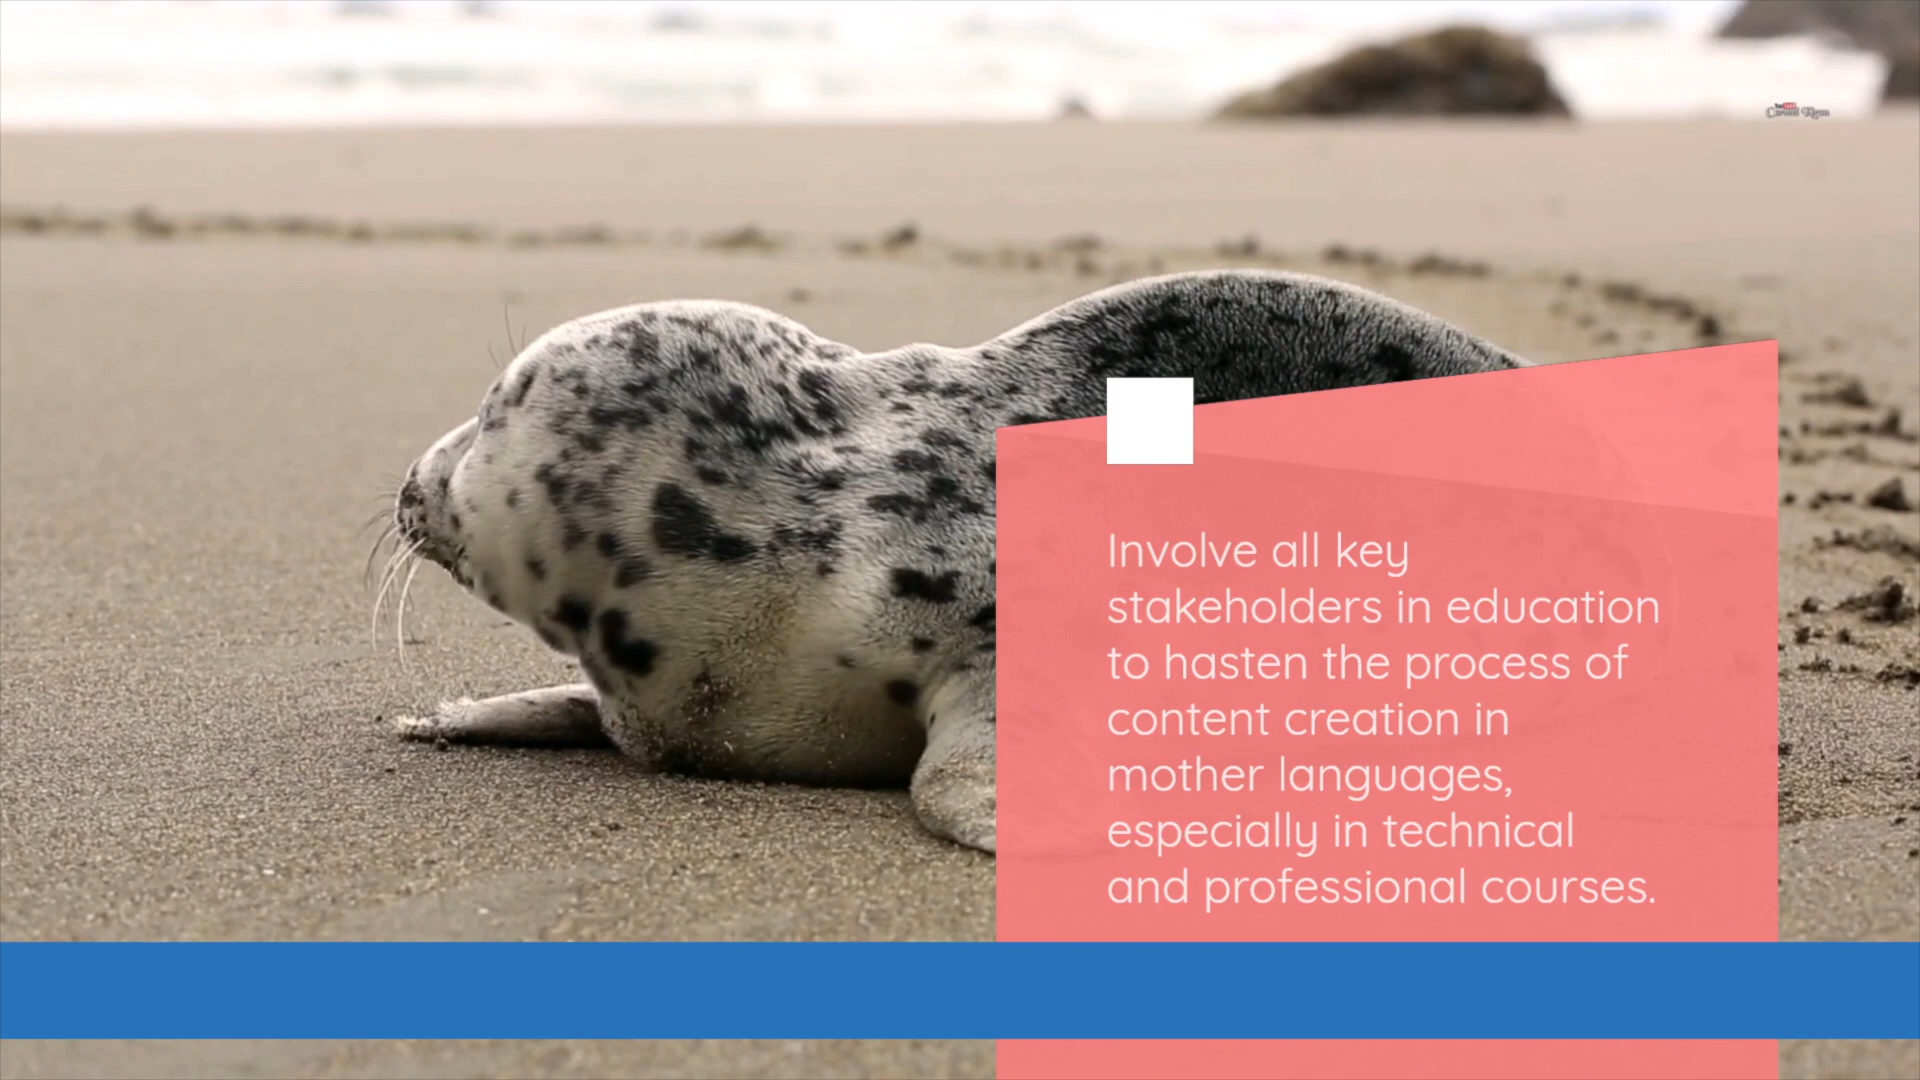 Involve all key
stakeholders in education
to hasten the process of
content creation in
mother languages,
especially in technical
and professional courses.